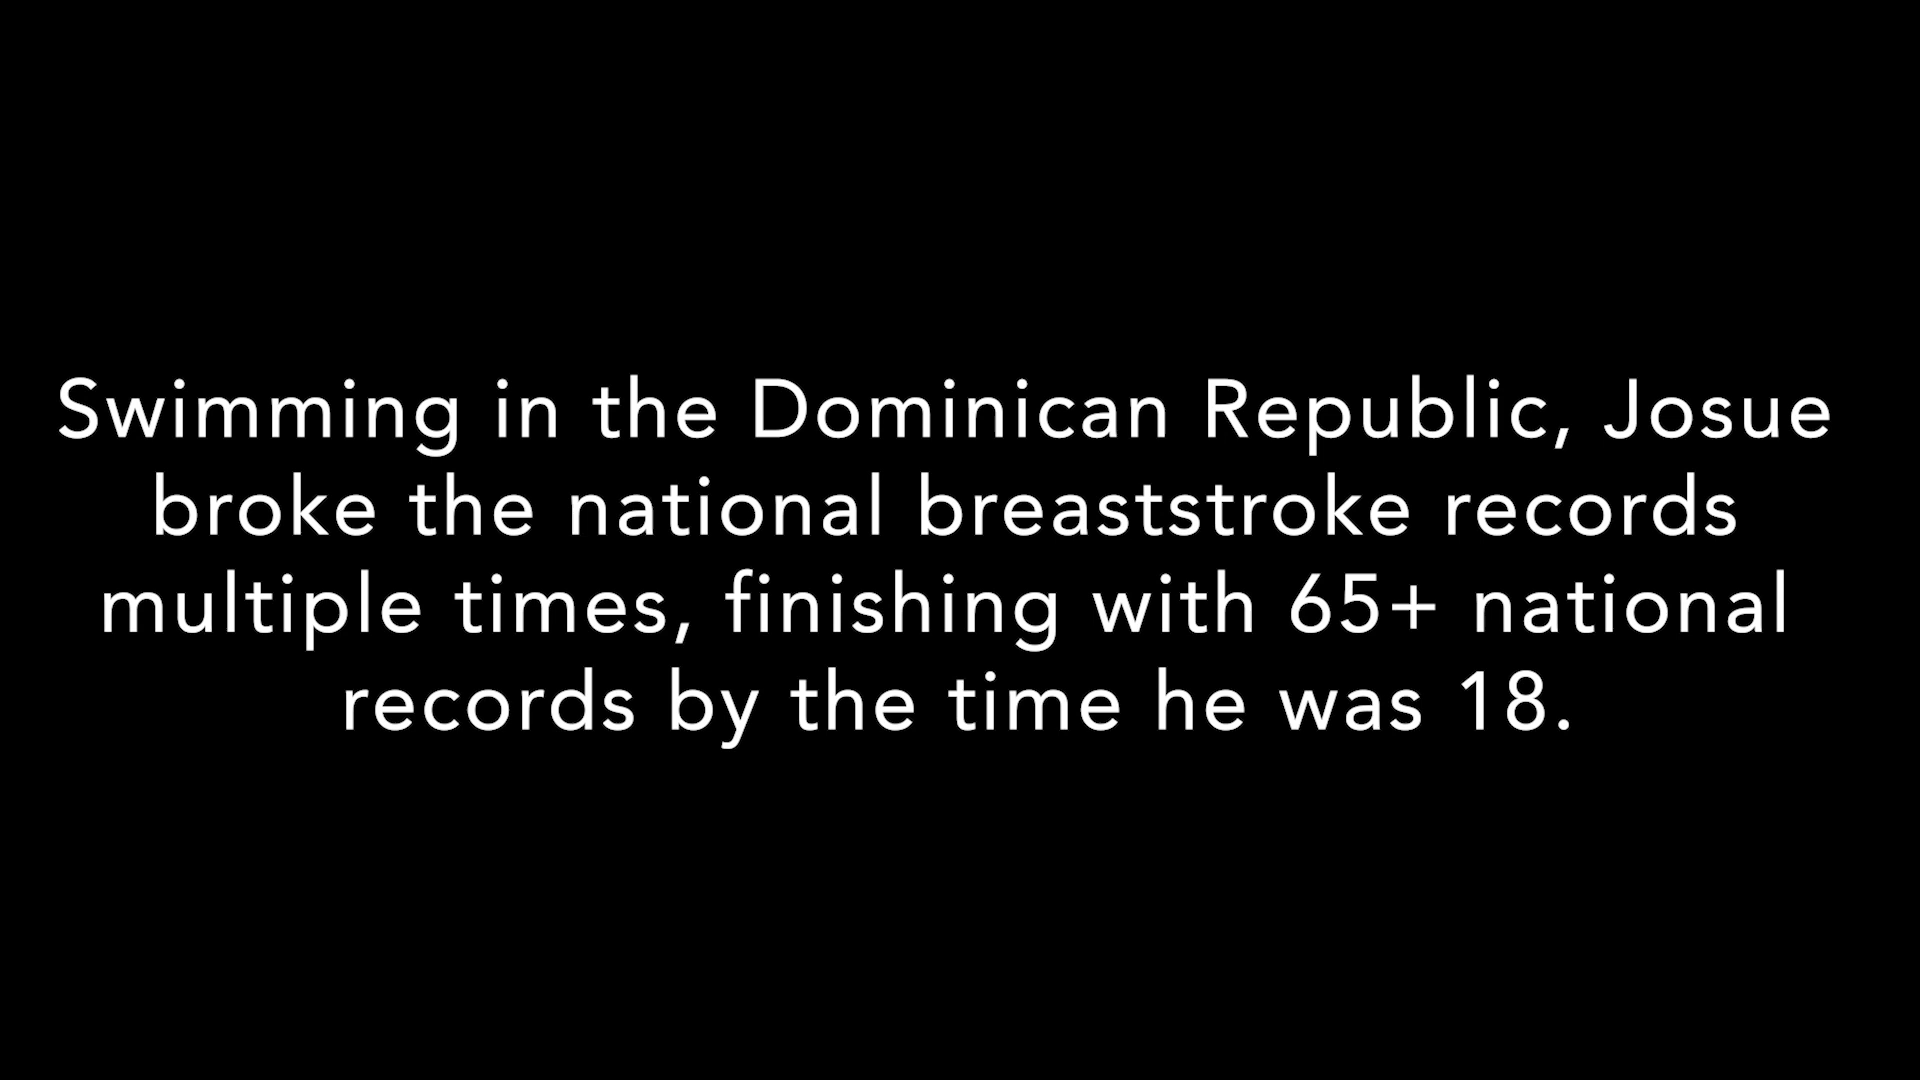 Swimming in the Dominican Republic, Josue
broke the national breaststroke records
multiple times, finishing with 65+ national
records by the time he was 18.